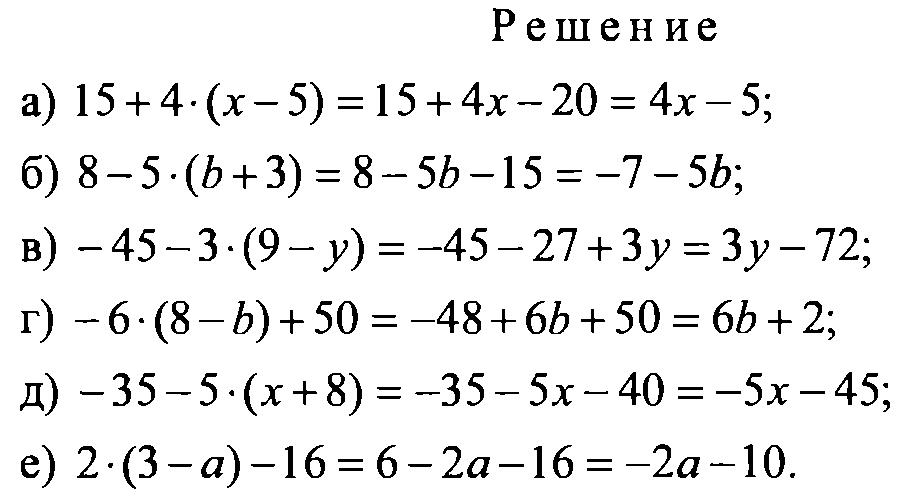 Решение
а) 15 + 4·(x − 5) = 15 + 4x − 20 = 4x − 5;
б) 8 − 5·(b + 3) = 8 − 5b − 15 = −7 − 5b;
в) −45 − 3·(9 − y) = −45 − 27 + 3y = 3y − 72;
г) −6·(8 − b) + 50 = −48 + 6b + 50 = 6b + 2;
д) −35 − 5·(x + 8) = −35 − 5x − 40 = −5x − 45;
е) 2·(3 − a) − 16 = 6 − 2a − 16 = −2a − 10.